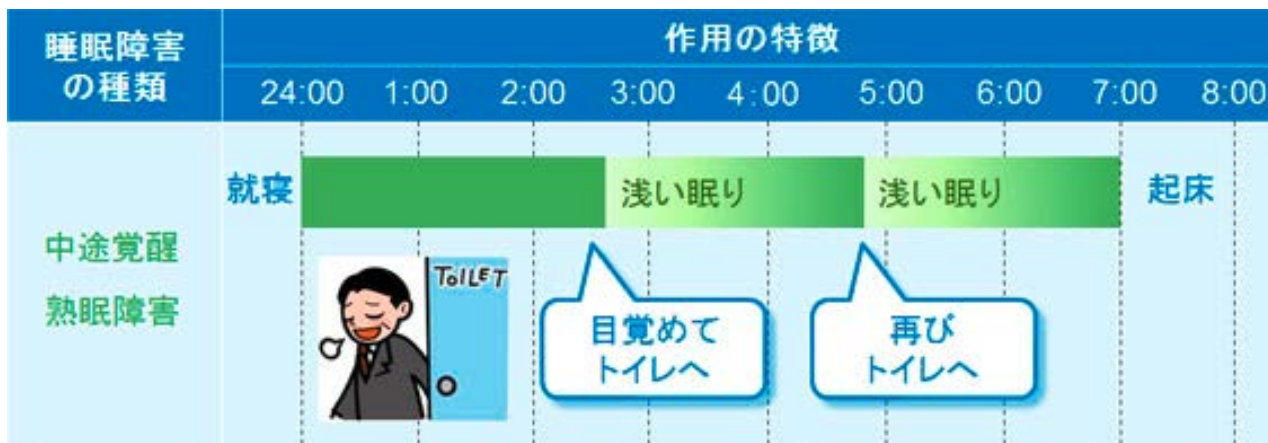 睡眠障害
の種類
作用の特徴
24:00 1:00 2:00 3:00 4:00 5:00 6:00 7:00 8:00
就寝 浅い眠り 浅い眠り 起床
中途覚醒
熟眠障害
TOILET
目覚めて
トイレへ
再び
トイレへ